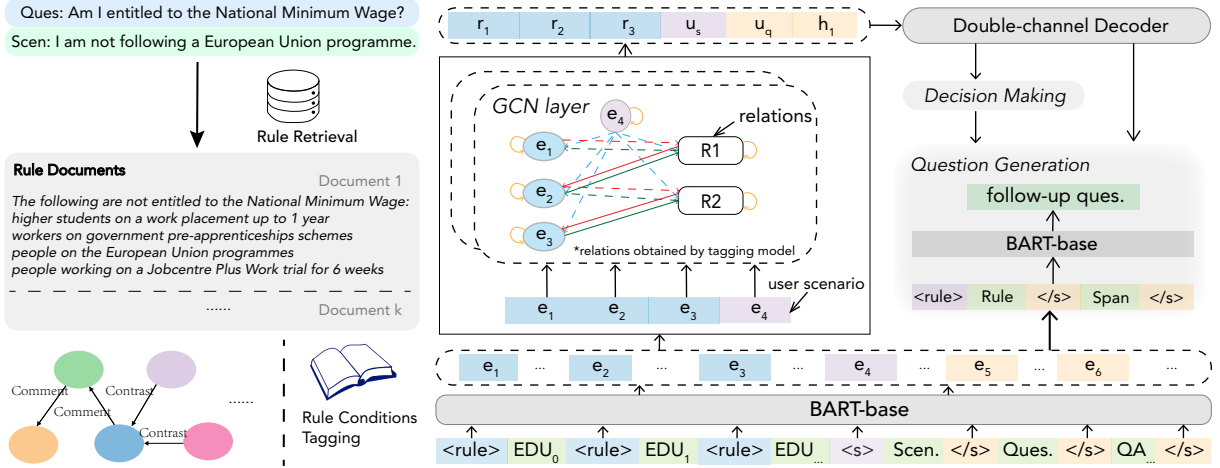 Ques: Am I entitled to the National Minimum Wage?
Scen: I am not following a European Union programme.
Rule Retrieval
Rule Documents
Document 1
The following are not entitled to the National Minimum Wage:
higher students on a work placement up to 1 year
workers on government pre-apprenticeships schemes
people on the European Union programmes
people working on a Jobcentre Plus Work trial for 6 weeks
......
Document k
Comment
Contrast
Comment
Contrast
......
Rule Conditions
Tagging
r1 r2 r3 us uq h1
GCN layer
e4
relations
e1
R1
e2
R2
e3
*relations obtained by tagging model
user scenario
e1 e2 e3 e4
e1 ... e2 ... e3 ... e4 ... e5 ... e6 ...
BART-base
<rule> EDU0 <rule> EDU1 <rule> EDU... <s> Scen. </s> Ques. </s> QA... </s>
Double-channel Decoder
Decision Making
Question Generation
follow-up ques.
BART-base
<rule> Rule </s> Span </s>